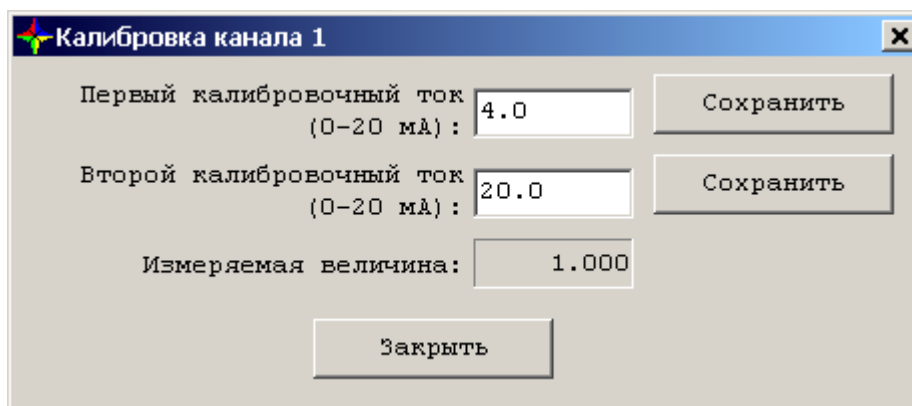 Калибровка канала 1
Первый калибровочный ток
(0-20 мА):
4.0
Сохранить
Второй калибровочный ток
(0-20 мА):
20.0
Сохранить
Измеряемая величина:
1.000
Закрыть